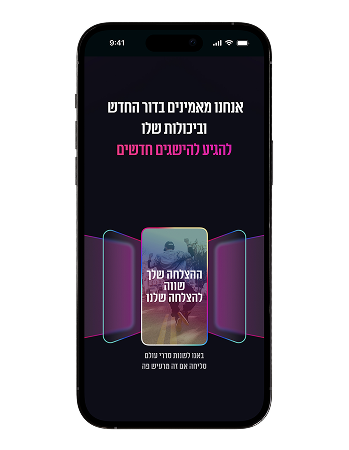 9:41
אנחנו מאמינים בדור החדש
וביכולות שלו
להגיע להישגים חדשים
ההצלחה שלך
שווה
להצלחה שלנו
באנו לשנות סדרי עולם
סליחה אם זה מרעיש פה